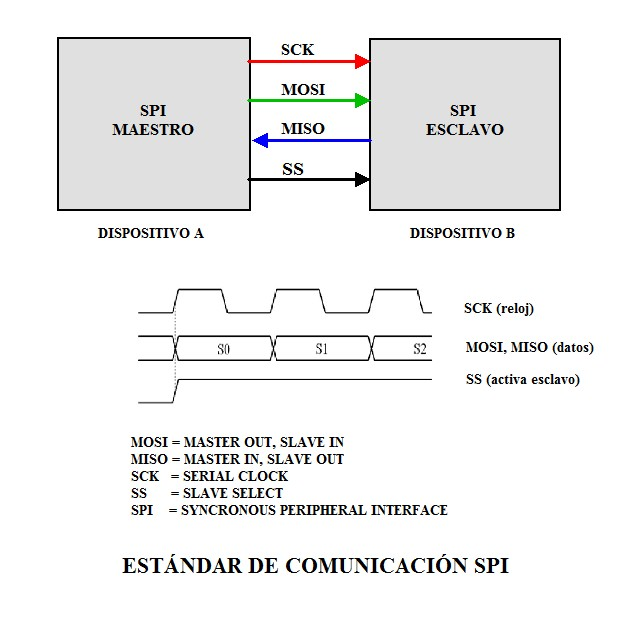 SCK
MOSI
SPI
MAESTRO
MISO
SPI
ESCLAVO
SS
DISPOSITIVO A
DISPOSITIVO B
SCK (reloj)
S0 S1 S2
MOSI, MISO (datos)
SS (activa esclavo)
MOSI = MASTER OUT, SLAVE IN
MISO = MASTER IN, SLAVE OUT
SCK = SERIAL CLOCK
SS = SLAVE SELECT
SPI = SYNCRONOUS PERIPHERAL INTERFACE
ESTÁNDAR DE COMUNICACIÓN SPI